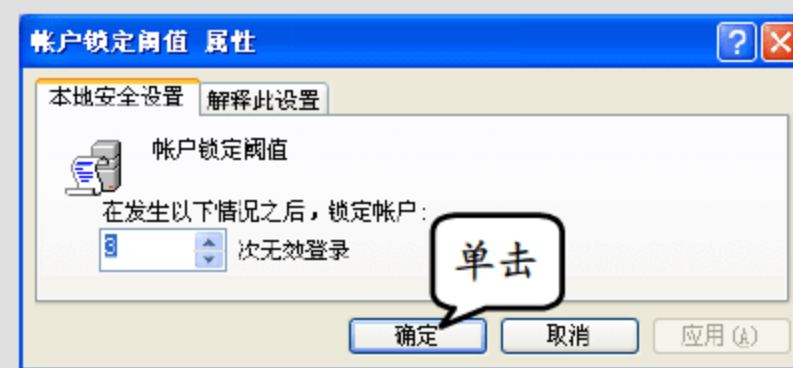 帐户锁定阈值 属性
本地安全设置 解释此设置
帐户锁定阈值
在发生以下情况之后，锁定帐户：
3 次无效登录
单击
确定 取消 应用(A)